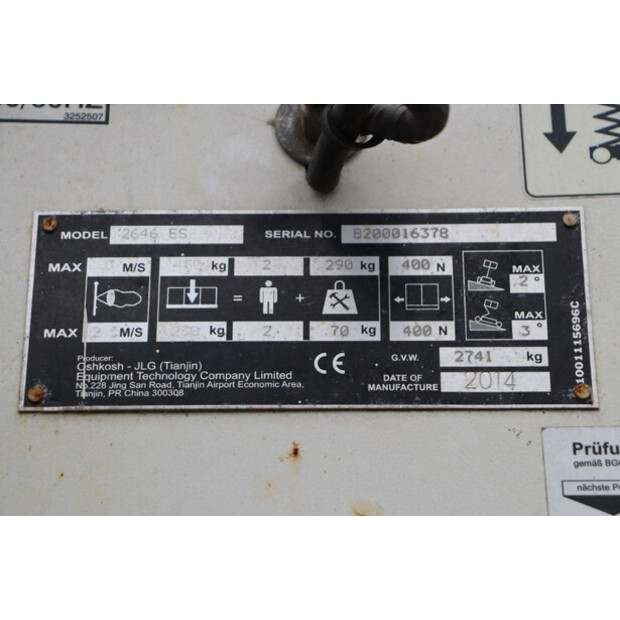 3252507
MODEL 2646 ES SERIAL NO. B200016378
MAX M/S kg 2 290 kg 400 N MAX 2°
= +
MAX M/S kg 2 70 kg 400 N MAX 3°
Producer:
Oshkosh - JLG (Tianjin)
Equipment Technology Company Limited
No.228 Jing San Road, Tianjin Airport Economic Area,
Tianjin, PR China 300308
CE
G.V.W. 2741 kg
DATE OF
MANUFACTURE 2014
1001115696C
Prüfu
gemäß BG
nächste P